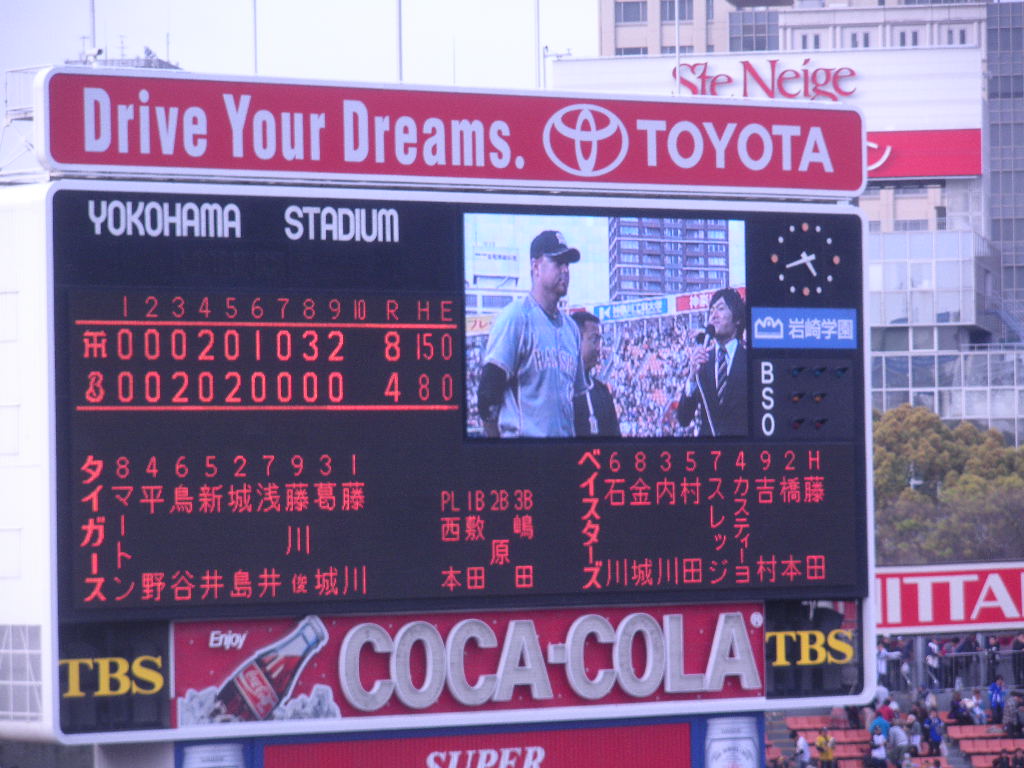 Ste Neige
Drive Your Dreams. TOYOTA
YOKOHAMA STADIUM
HANSHIN
岩崎学園
B
S
O
1 2 3 4 5 6 7 8 9 10 R H E
0 0 0 2 0 1 0 3 2 8 15 0
0 0 2 0 2 0 0 0 0 4 8 0
タイガース
8 マートン
4 平野
6 鳥谷
5 新井
2 城島
7 浅井
9 藤川俊
3 葛城
1 藤川
PL 1B 2B 3B
西本 敷田 原 嶋田
ベイスターズ
6 石川
8 金城
3 内川
5 村田
7 スレッジ
4 カスティーヨ
9 吉村
2 橋本
H 藤田
ITTA
TBS
Enjoy
COCA-COLA®
TBS
SUPER